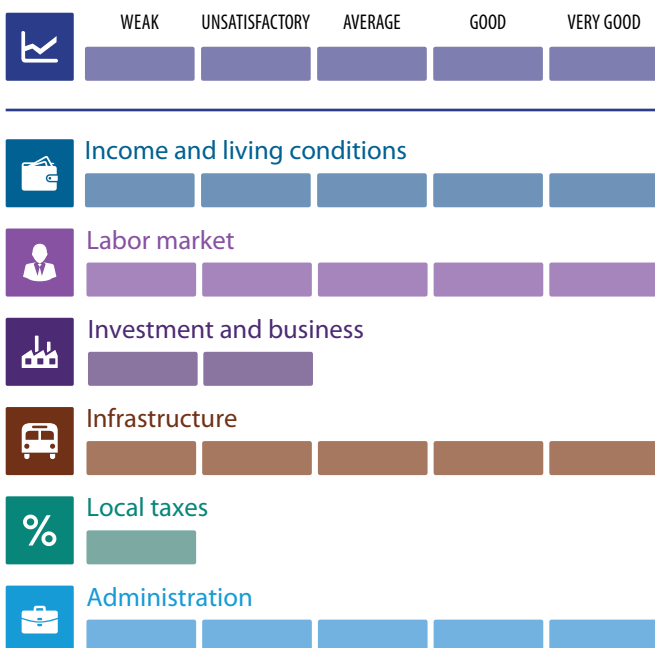 WEAK UNSATISFACTORY AVERAGE GOOD VERY GOOD
Income and living conditions
Labor market
Investment and business
Infrastructure
Local taxes
%
Administration